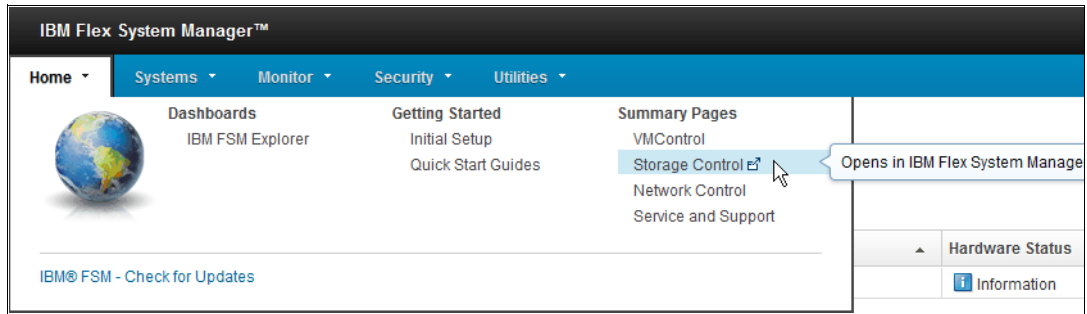 IBM Flex System Manager™
Home Systems Monitor Security Utilities
Dashboards Getting Started Summary Pages
IBM FSM Explorer Initial Setup VMControl
Quick Start Guides Storage Control Opens in IBM Flex System Manage
Network Control
Service and Support
Hardware Status
IBM® FSM - Check for Updates
Information